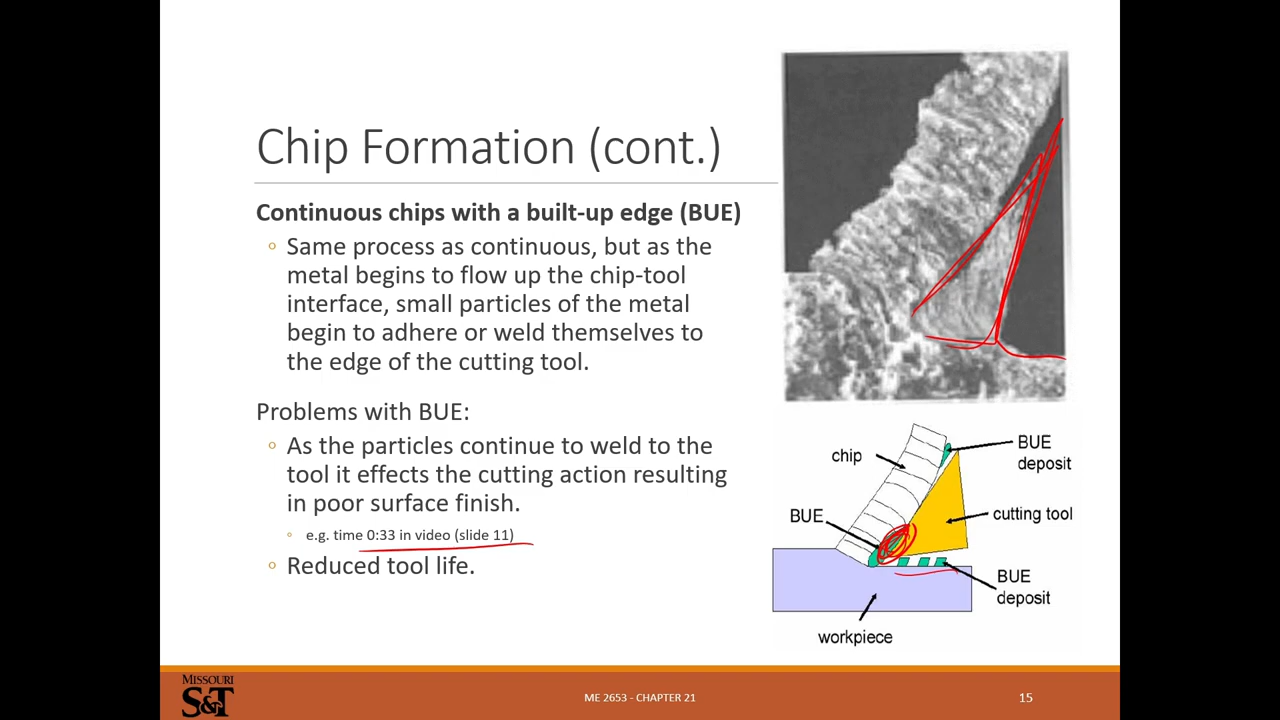 Chip Formation (cont.)
Continuous chips with a built-up edge (BUE)
Same process as continuous, but as the
metal begins to flow up the chip-tool
interface, small particles of the metal
begin to adhere or weld themselves to
the edge of the cutting tool.
Problems with BUE:
As the particles continue to weld to the
tool it effects the cutting action resulting
in poor surface finish.
e.g. time 0:33 in video (slide 11)
Reduced tool life.
chip
BUE
deposit
BUE
cutting tool
BUE
deposit
workpiece
MISSOURI
S&T
ME 2653 - CHAPTER 21
15